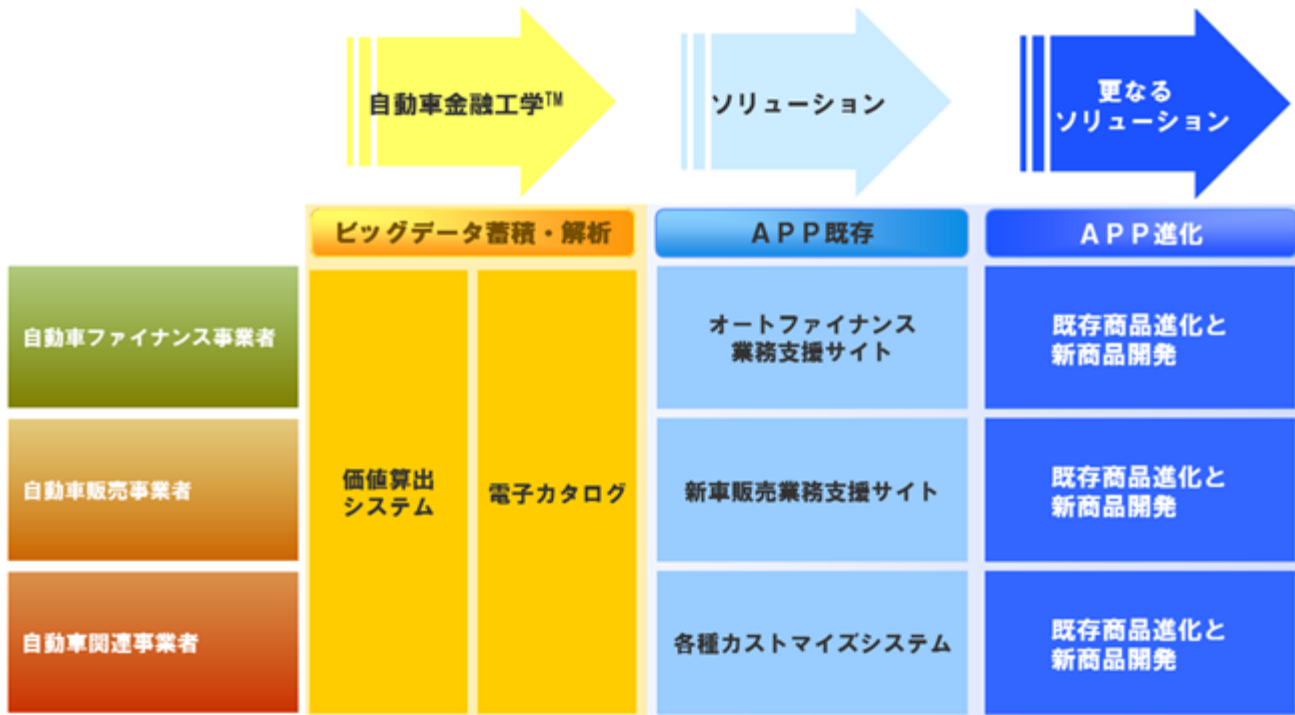 自動車金融工学™
ソリューション
更なる
ソリューション
ビッグデータ蓄積・解析
ＡＰＰ既存
ＡＰＰ進化
自動車ファイナンス事業者
オートファイナンス
業務支援サイト
既存商品進化と
新商品開発
自動車販売事業者
価値算出
システム
電子カタログ
新車販売業務支援サイト
既存商品進化と
新商品開発
自動車関連事業者
各種カストマイズシステム
既存商品進化と
新商品開発